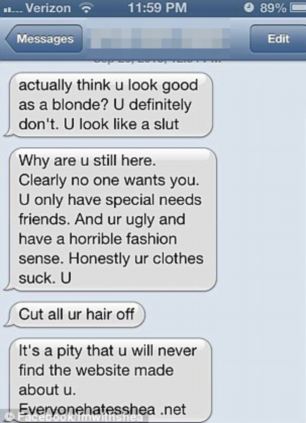 Verizon
11:59 PM
89%
Messages
Edit
actually think u look good
as a blonde? U definitely
don't. U look like a slut
Why are u still here.
Clearly no one wants you.
U only have special needs
friends. And ur ugly and
have a horrible fashion
sense. Honestly ur clothes
suck. U
Cut all ur hair off
It's a pity that u will never
find the website made
about u.
Everyonehatesshea .net
© Facebook/imwithshea